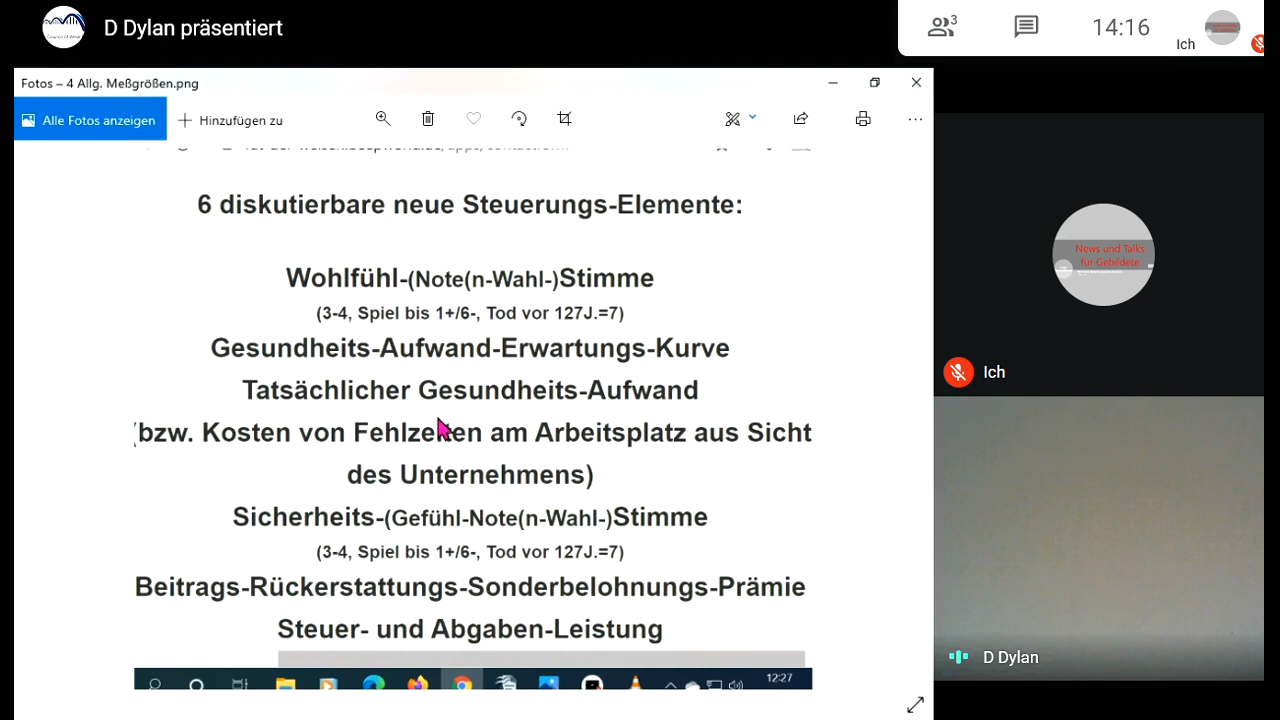 D Dylan präsentiert
3
14:16
Ich
Fotos – 4 Allg. Meßgrößen.png
Alle Fotos anzeigen
Hinzufügen zu
6 diskutierbare neue Steuerungs-Elemente:
Wohlfühl-(Note(n-Wahl-)Stimme
(3-4, Spiel bis 1+/6-, Tod vor 127J.=7)
Gesundheits-Aufwand-Erwartungs-Kurve
Tatsächlicher Gesundheits-Aufwand
(bzw. Kosten von Fehlzeiten am Arbeitsplatz aus Sicht
des Unternehmens)
Sicherheits-(Gefühl-Note(n-Wahl-)Stimme
(3-4, Spiel bis 1+/6-, Tod vor 127J.=7)
Beitrags-Rückerstattungs-Sonderbelohnungs-Prämie
Steuer- und Abgaben-Leistung
12:27
News und Talks
für Gebildete
Ich
D Dylan